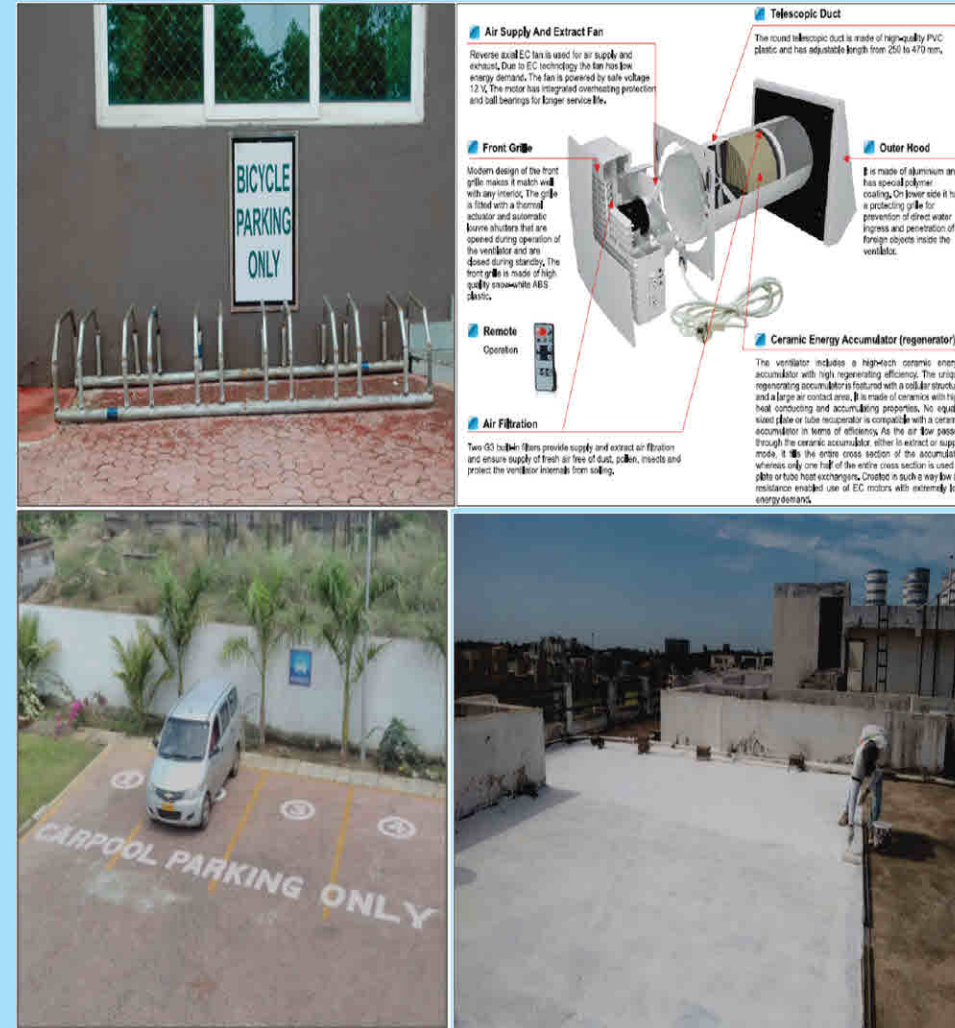 BICYCLE
PARKING
ONLY
Air Supply And Extract Fan
Reverse axial EC fan is used for air supply and
exhaust. Due to EC technology the fan has low
energy demand. The fan is powered by safe voltage
12 V. The motor has integrated overheating protection
and ball bearings for longer service life.
Front Grille
Modern design of the front
grille makes it match well
with any interior. The grille
is fitted with a thermal
actuator and automatic
louvre shutters that are
opened during operation of
the ventilator and are
closed during standby. The
front grille is made of high
quality snow-white ABS
plastic.
Remote
Operation
Air Filtration
Two G3 built-in filters provide supply and extract air filtration
and ensure supply of fresh air free of dust, pollen, insects and
protect the ventilator internals from soiling.
Telescopic Duct
The round telescopic duct is made of high-quality PVC
plastic and has adjustable length from 250 to 470 mm.
Outer Hood
It is made of aluminium an
has special polymer
coating. On lower side it ha
a protecting grille for
prevention of direct water
ingress and penetration of
foreign objects inside the
ventilator.
Ceramic Energy Accumulator (regenerator)
The ventilator includes a high-tech ceramic energ
accumulator with high regenerating efficiency. The uniq
regenerating accumulator is featured with a cellular structu
and a large air contact area. It is made of ceramics with hig
heat conducting and accumulating properties. No equal
sized plate or tube recuperator is compatible with a ceram
accumulator in terms of efficiency. As the air flow passe
through the ceramic accumulator, either in extract or supp
mode, it fills the entire cross section of the accumulat
whereas only one half of the entire cross section is used
plate or tube heat exchangers. Created in such a way low a
resistance enabled use of EC motors with extremely lo
energy demand.
3
4
CARPOOL PARKING ONLY